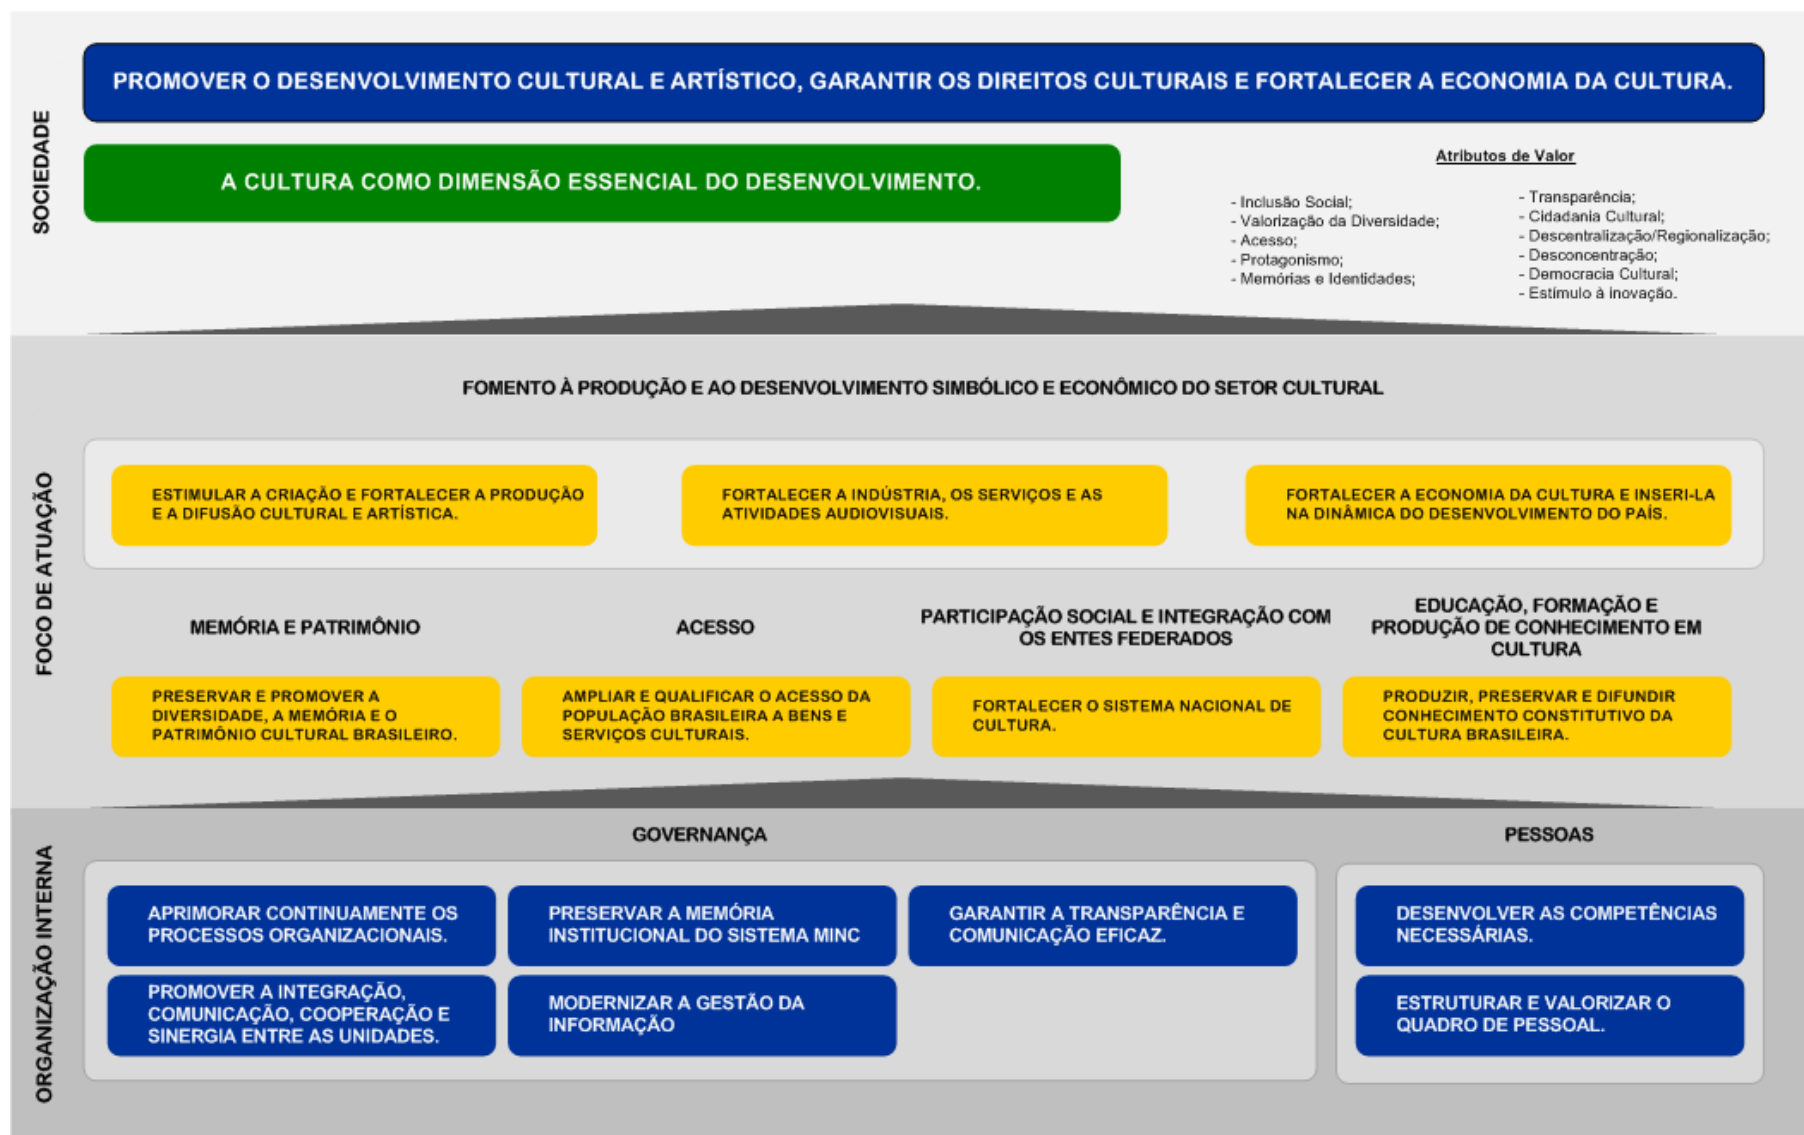 SOCIEDADE
PROMOVER O DESENVOLVIMENTO CULTURAL E ARTÍSTICO, GARANTIR OS DIREITOS CULTURAIS E FORTALECER A ECONOMIA DA CULTURA.
A CULTURA COMO DIMENSÃO ESSENCIAL DO DESENVOLVIMENTO.
Atributos de Valor
- Inclusão Social;
- Valorização da Diversidade;
- Acesso;
- Protagonismo;
- Memórias e Identidades;
- Transparência;
- Cidadania Cultural;
- Descentralização/Regionalização;
- Desconcentração;
- Democracia Cultural;
- Estímulo à inovação.
FOCO DE ATUAÇÃO
FOMENTO À PRODUÇÃO E AO DESENVOLVIMENTO SIMBÓLICO E ECONÔMICO DO SETOR CULTURAL
ESTIMULAR A CRIAÇÃO E FORTALECER A PRODUÇÃO
E A DIFUSÃO CULTURAL E ARTÍSTICA.
FORTALECER A INDÚSTRIA, OS SERVIÇOS E AS
ATIVIDADES AUDIOVISUAIS.
FORTALECER A ECONOMIA DA CULTURA E INSERI-LA
NA DINÂMICA DO DESENVOLVIMENTO DO PAÍS.
MEMÓRIA E PATRIMÔNIO
PRESERVAR E PROMOVER A
DIVERSIDADE, A MEMÓRIA E O
PATRIMÔNIO CULTURAL BRASILEIRO.
ACESSO
AMPLIAR E QUALIFICAR O ACESSO DA
POPULAÇÃO BRASILEIRA A BENS E
SERVIÇOS CULTURAIS.
PARTICIPAÇÃO SOCIAL E INTEGRAÇÃO COM
OS ENTES FEDERADOS
FORTALECER O SISTEMA NACIONAL DE
CULTURA.
EDUCAÇÃO, FORMAÇÃO E
PRODUÇÃO DE CONHECIMENTO EM
CULTURA
PRODUZIR, PRESERVAR E DIFUNDIR
CONHECIMENTO CONSTITUTIVO DA
CULTURA BRASILEIRA.
ORGANIZAÇÃO INTERNA
GOVERNANÇA
APRIMORAR CONTINUAMENTE OS
PROCESSOS ORGANIZACIONAIS.
PRESERVAR A MEMÓRIA
INSTITUCIONAL DO SISTEMA MINC
GARANTIR A TRANSPARÊNCIA E
COMUNICAÇÃO EFICAZ.
PROMOVER A INTEGRAÇÃO,
COMUNICAÇÃO, COOPERAÇÃO E
SINERGIA ENTRE AS UNIDADES.
MODERNIZAR A GESTÃO DA
INFORMAÇÃO
PESSOAS
DESENVOLVER AS COMPETÊNCIAS
NECESSÁRIAS.
ESTRUTURAR E VALORIZAR O
QUADRO DE PESSOAL.